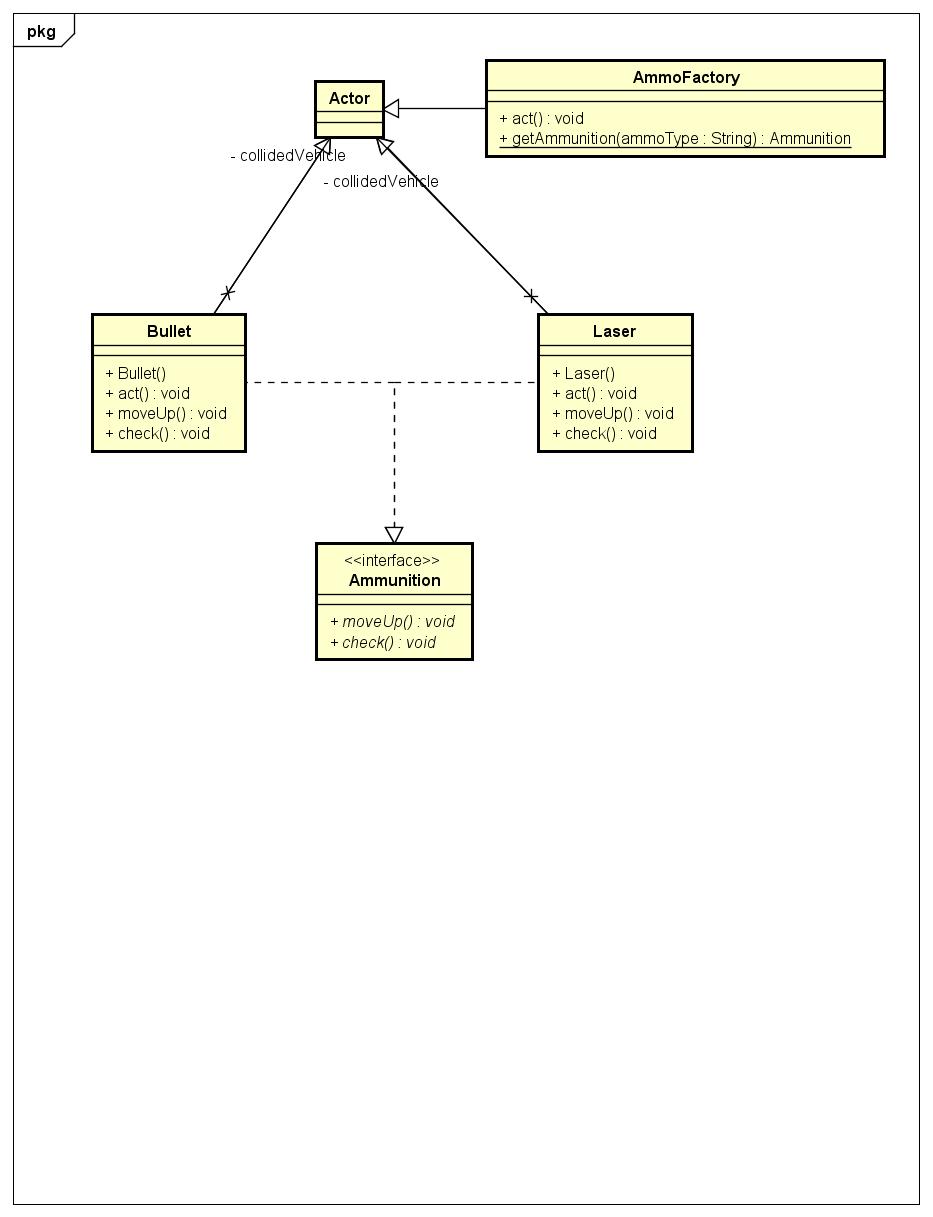 pkg
Actor
AmmoFactory
+ act() : void
+ getAmmunition(ammoType : String) : Ammunition
- collidedVehicle
- collidedVehicle
Bullet
+ Bullet()
+ act() : void
+ moveUp() : void
+ check() : void
Laser
+ Laser()
+ act() : void
+ moveUp() : void
+ check() : void
<<interface>>
Ammunition
+ moveUp() : void
+ check() : void